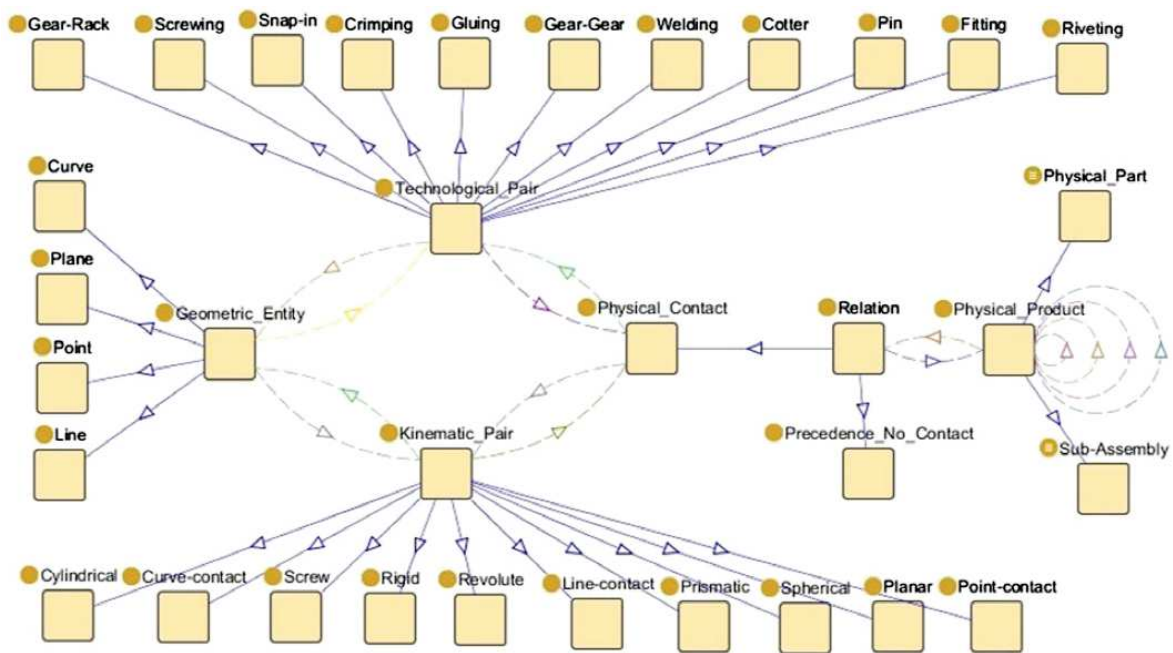 Gear-Rack
Screwing
Snap-in
Crimping
Gluing
Gear-Gear
Welding
Cotter
Pin
Fitting
Riveting
Curve
Technological_Pair
Physical_Part
Plane
Geometric_Entity
Physical_Contact
Relation
Physical_Product
Point
Line
Kinematic_Pair
Precedence_No_Contact
Sub-Assembly
Cylindrical
Curve-contact
Screw
Rigid
Revolute
Line-contact
Prismatic
Spherical
Planar
Point-contact